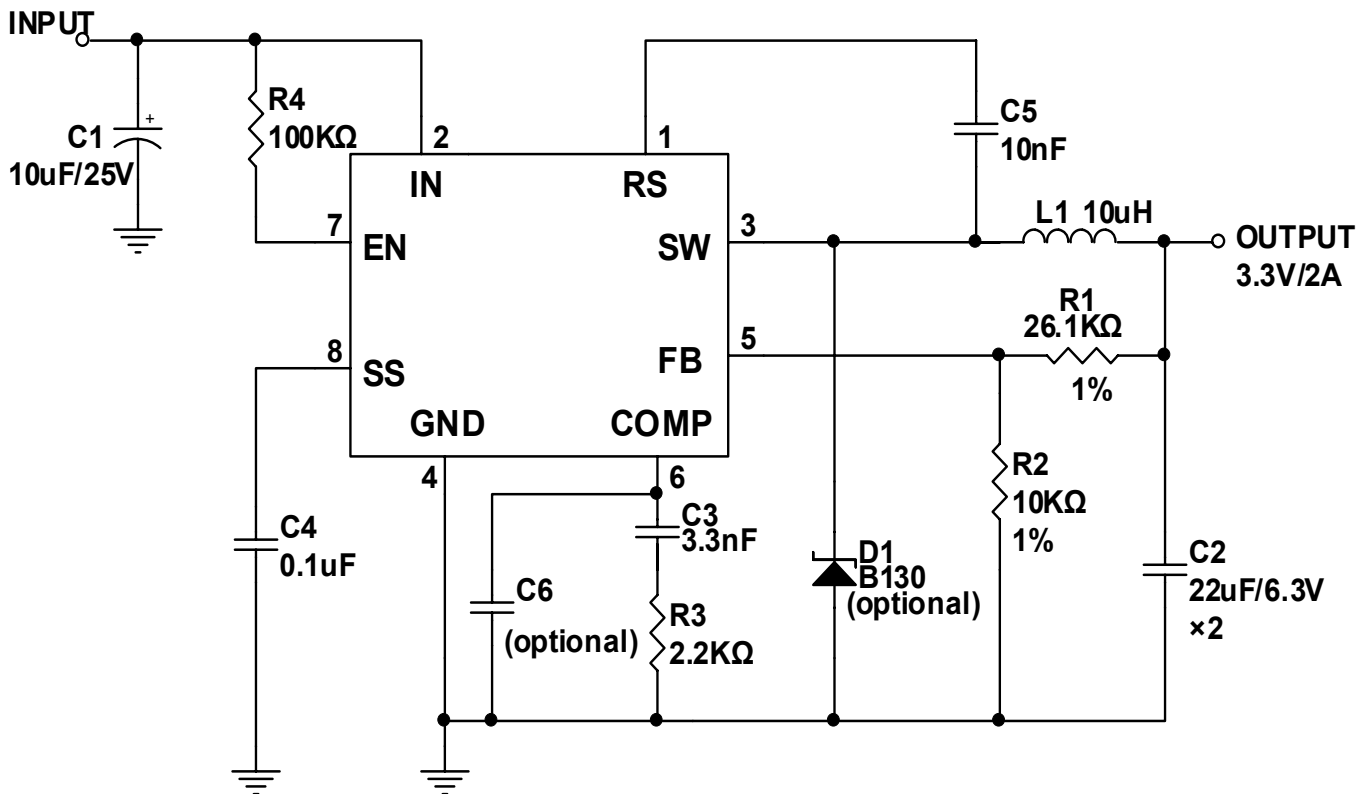 INPUT
C1
10uF/25V
+
R4
100KΩ
2
1
IN
RS
C5
10nF
7
EN
3
SW
L1 10uH
OUTPUT
3.3V/2A
8
SS
5
FB
R1
26.1KΩ
1%
GND
COMP
4
6
R2
10KΩ
1%
C4
0.1uF
C3
3.3nF
C6
(optional)
R3
2.2KΩ
D1
B130
(optional)
C2
22uF/6.3V
×2